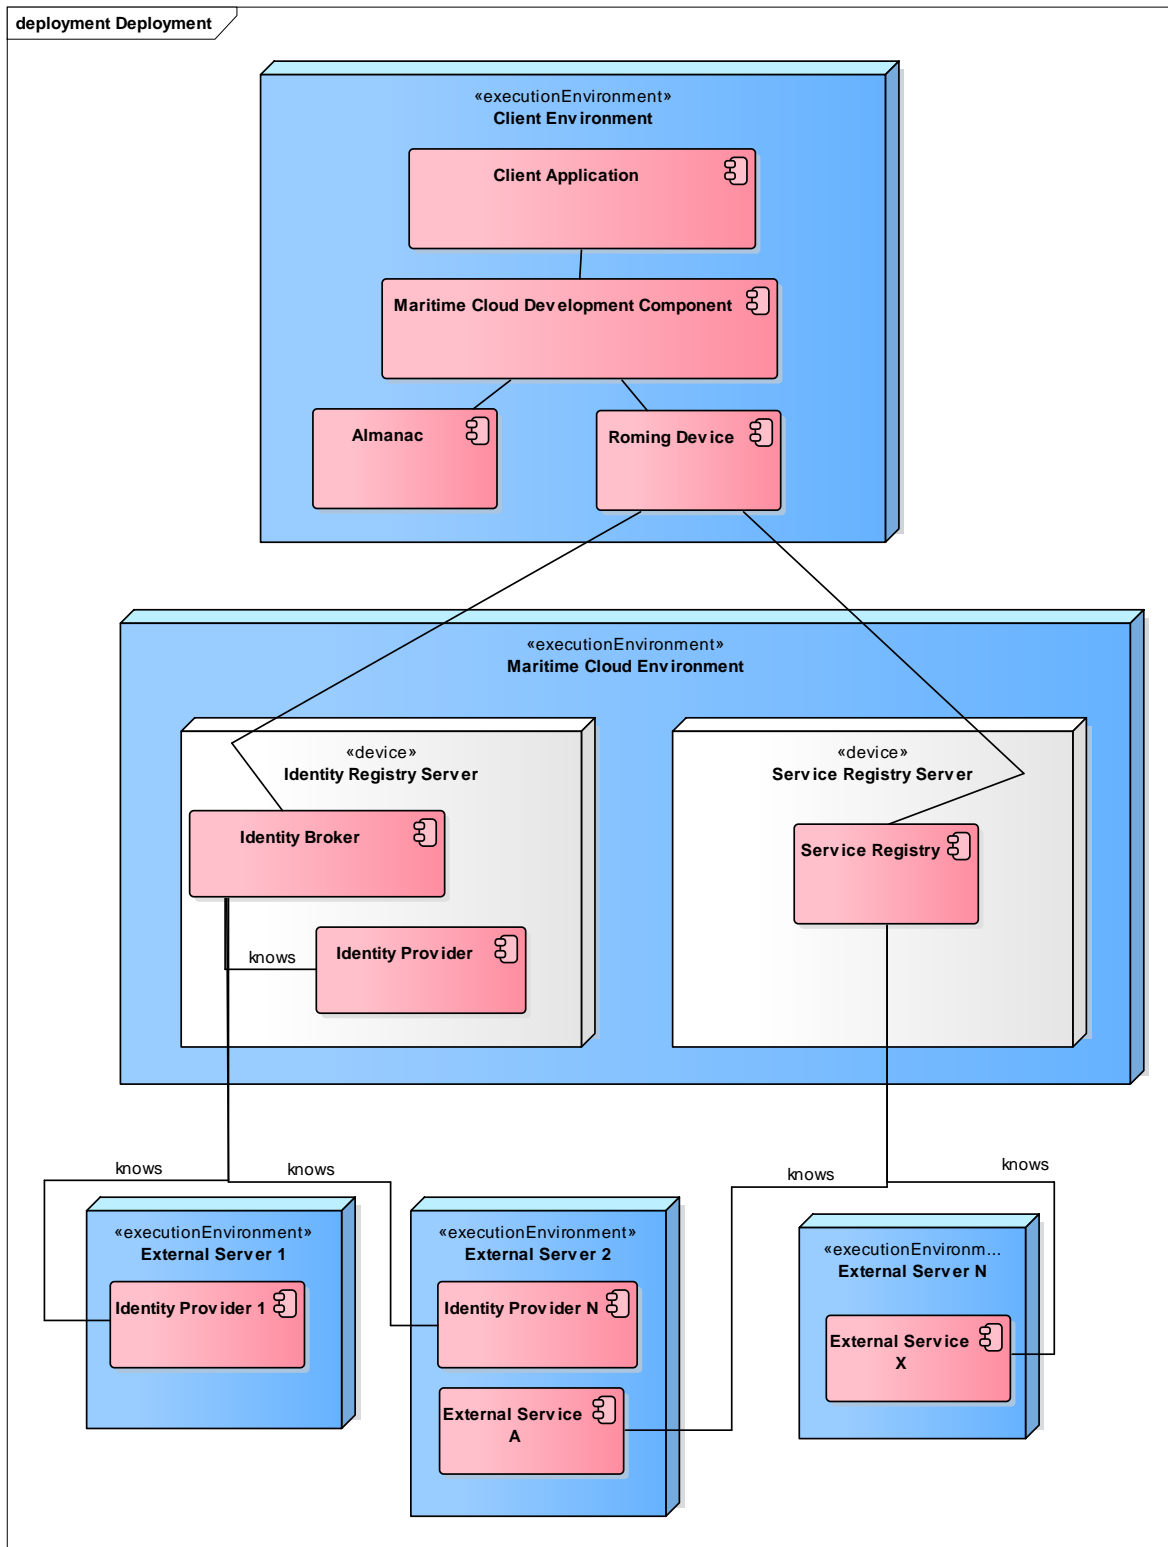 deployment Deployment
«executionEnvironment»
Client Environment
Client Application
Maritime Cloud Development Component
Almanac
Roming Device
«executionEnvironment»
Maritime Cloud Environment
«device»
Identity Registry Server
«device»
Service Registry Server
Identity Broker
Service Registry
knows
Identity Provider
knows
knows
knows
knows
«executionEnvironment»
External Server 1
Identity Provider 1
«executionEnvironment»
External Server 2
Identity Provider N
External Service
A
«executionEnvironm...
External Server N
External Service
X